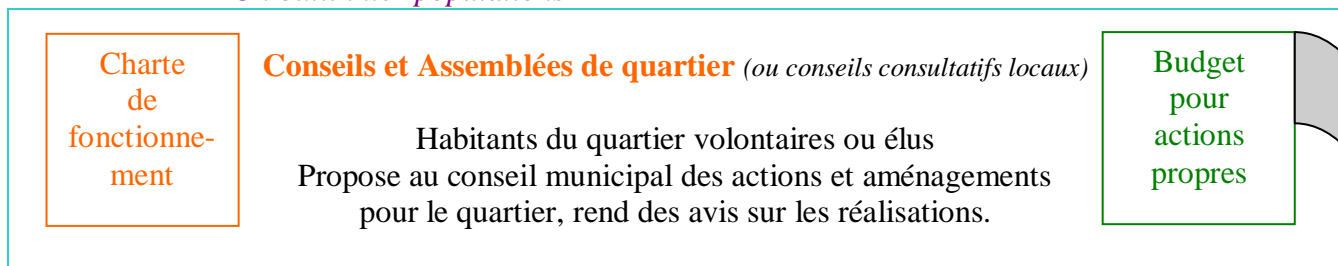 Charte
de
fonctionne-
ment
Conseils et Assemblées de quartier (ou conseils consultatifs locaux)
Habitants du quartier volontaires ou élus
Propose au conseil municipal des actions et aménagements
pour le quartier, rend des avis sur les réalisations.
Budget
pour
actions
propres